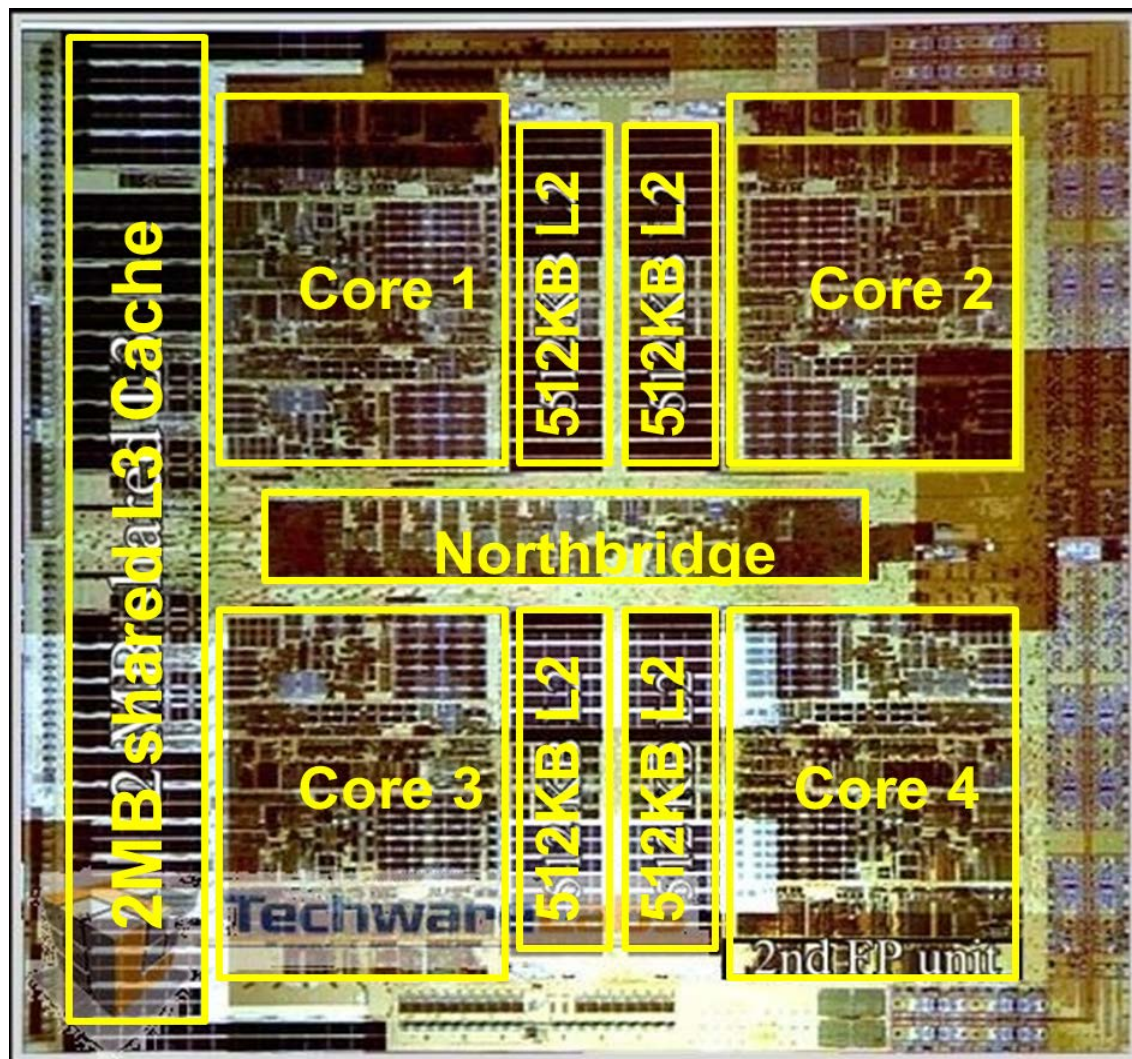 2MB shared L3 Cache
Core 1
512KB L2
512KB L2
Core 2
Northbridge
Core 3
512KB L2
512KB L2
Core 4
Techware
2nd FP unit